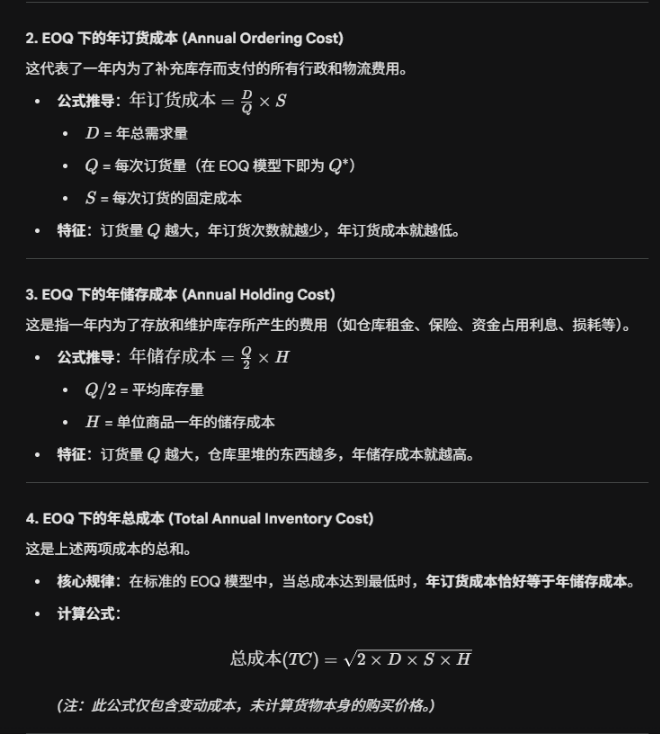 2. EOQ 下的年订货成本 (Annual Ordering Cost)
这代表了一年内为了补充库存而支付的所有行政和物流费用。
• 公式推导：年订货成本 = D/Q × S
• D = 年总需求量
• Q = 每次订货量（在 EOQ 模型下即为 Q*）
• S = 每次订货的固定成本
• 特征：订货量 Q 越大，年订货次数就越少，年订货成本就越低。
3. EOQ 下的年储存成本 (Annual Holding Cost)
这是指一年内为了存放和维护库存所产生的费用（如仓库租金、保险、资金占用利息、损耗等）。
• 公式推导：年储存成本 = Q/2 × H
• Q/2 = 平均库存量
• H = 单位商品一年的储存成本
• 特征：订货量 Q 越大，仓库里堆的东西越多，年储存成本就越高。
4. EOQ 下的年总成本 (Total Annual Inventory Cost)
这是上述两项成本的总和。
• 核心规律：在标准的 EOQ 模型中，当总成本达到最低时，年订货成本恰好等于年储存成本。
• 计算公式：
总成本(TC) = √(2 × D × S × H)
(注：此公式仅包含变动成本，未计算货物本身的购买价格。)